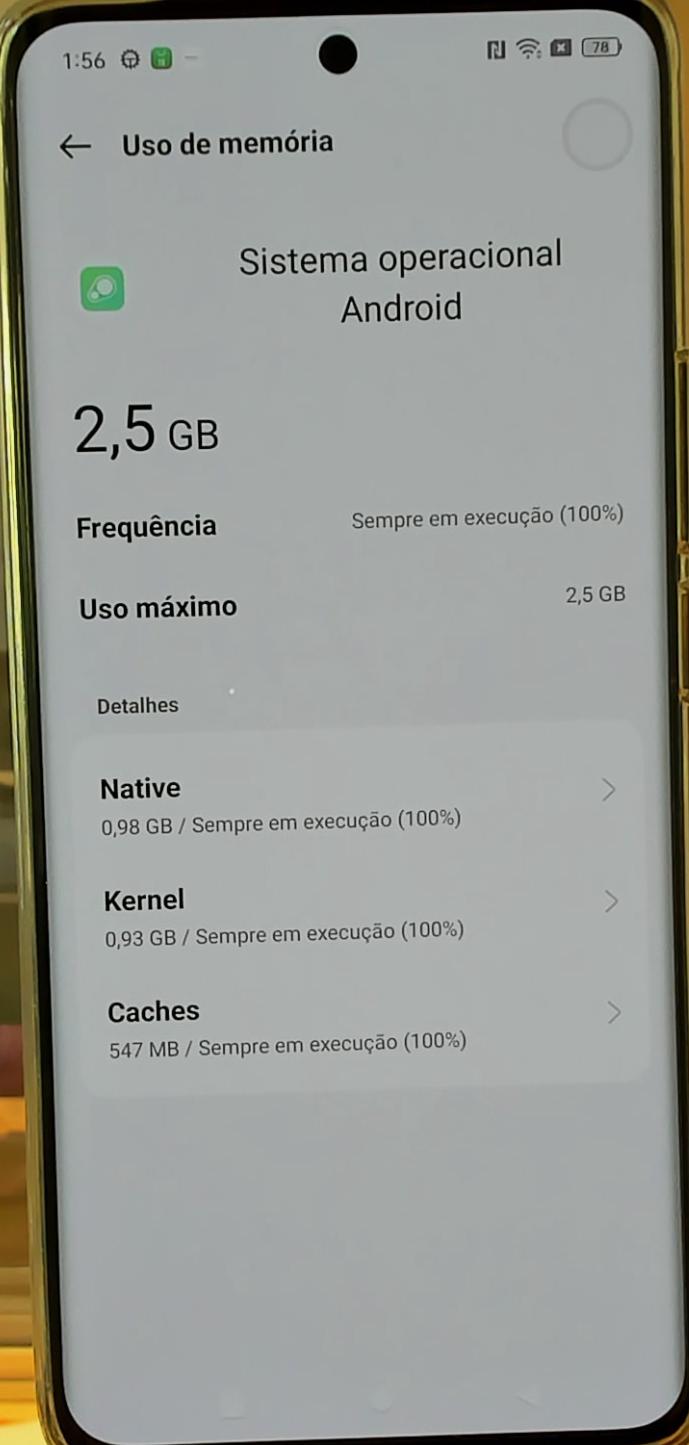 1:56
78
Uso de memória
Sistema operacional
Android
2,5 GB
Frequência Sempre em execução (100%)
Uso máximo 2,5 GB
Detalhes
Native
0,98 GB / Sempre em execução (100%)
Kernel
0,93 GB / Sempre em execução (100%)
Caches
547 MB / Sempre em execução (100%)